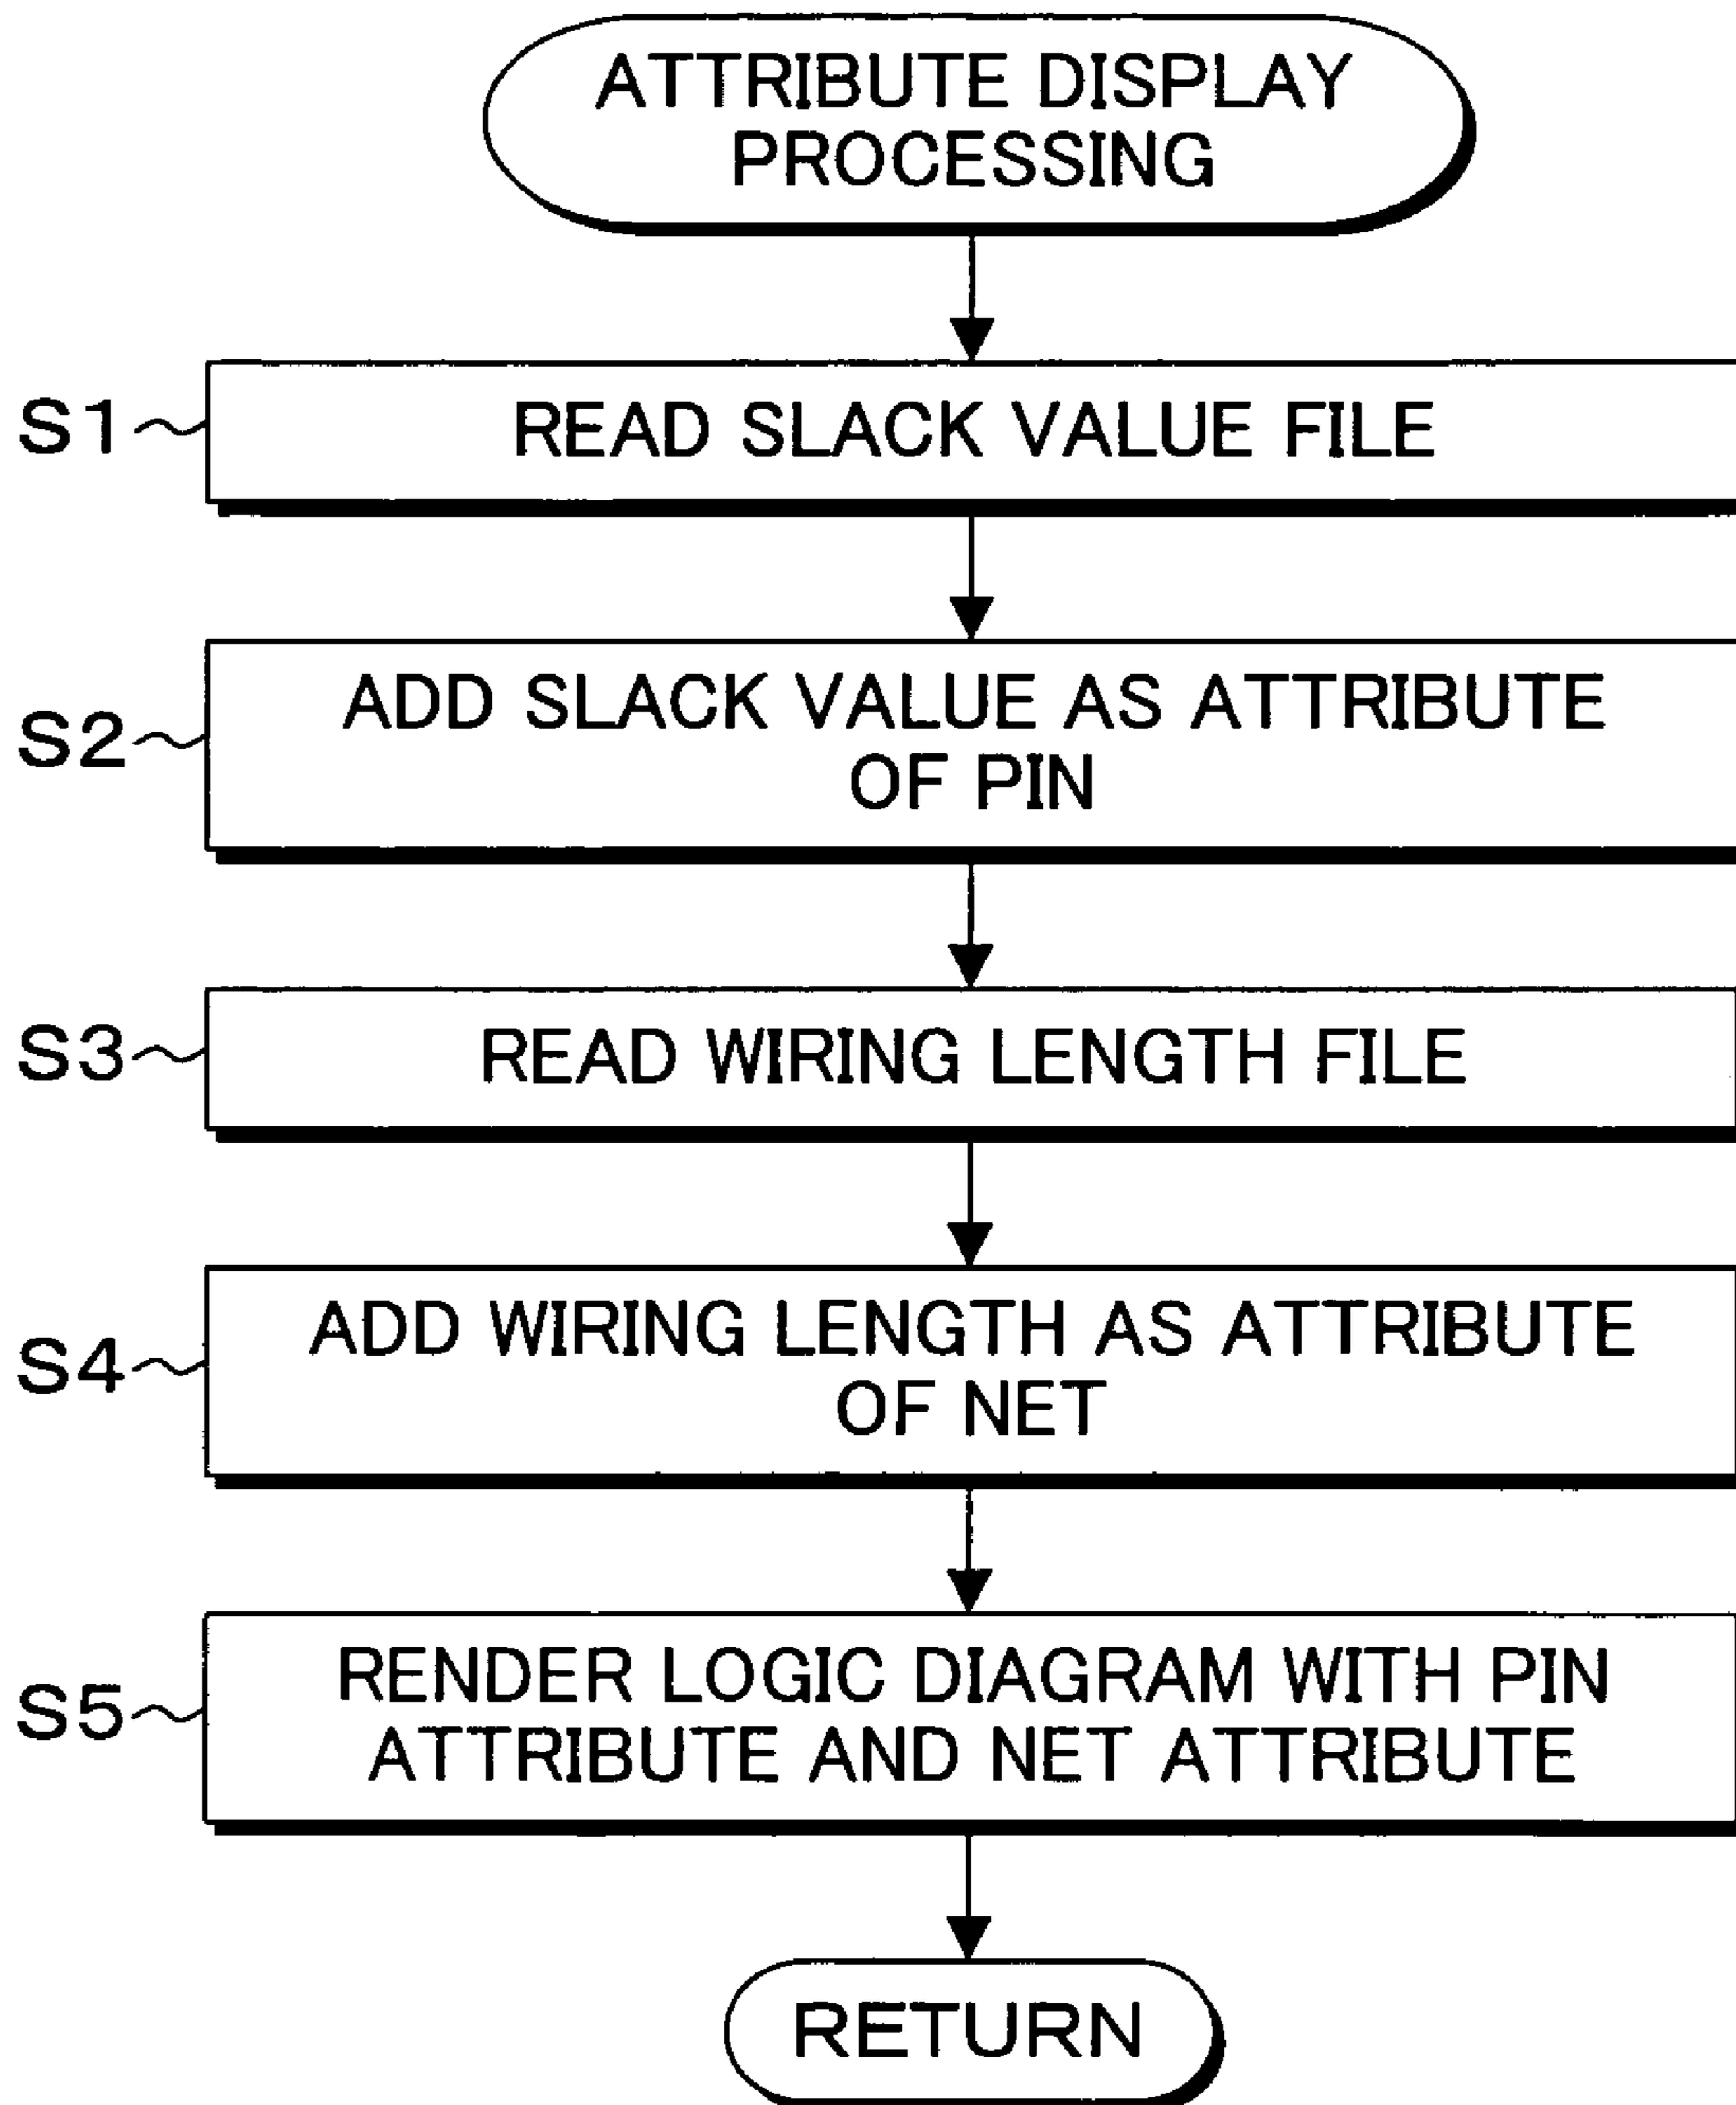 ATTRIBUTE DISPLAY
PROCESSING
S1
READ SLACK VALUE FILE
S2
ADD SLACK VALUE AS ATTRIBUTE
OF PIN
S3
READ WIRING LENGTH FILE
S4
ADD WIRING LENGTH AS ATTRIBUTE
OF NET
S5
RENDER LOGIC DIAGRAM WITH PIN
ATTRIBUTE AND NET ATTRIBUTE
RETURN